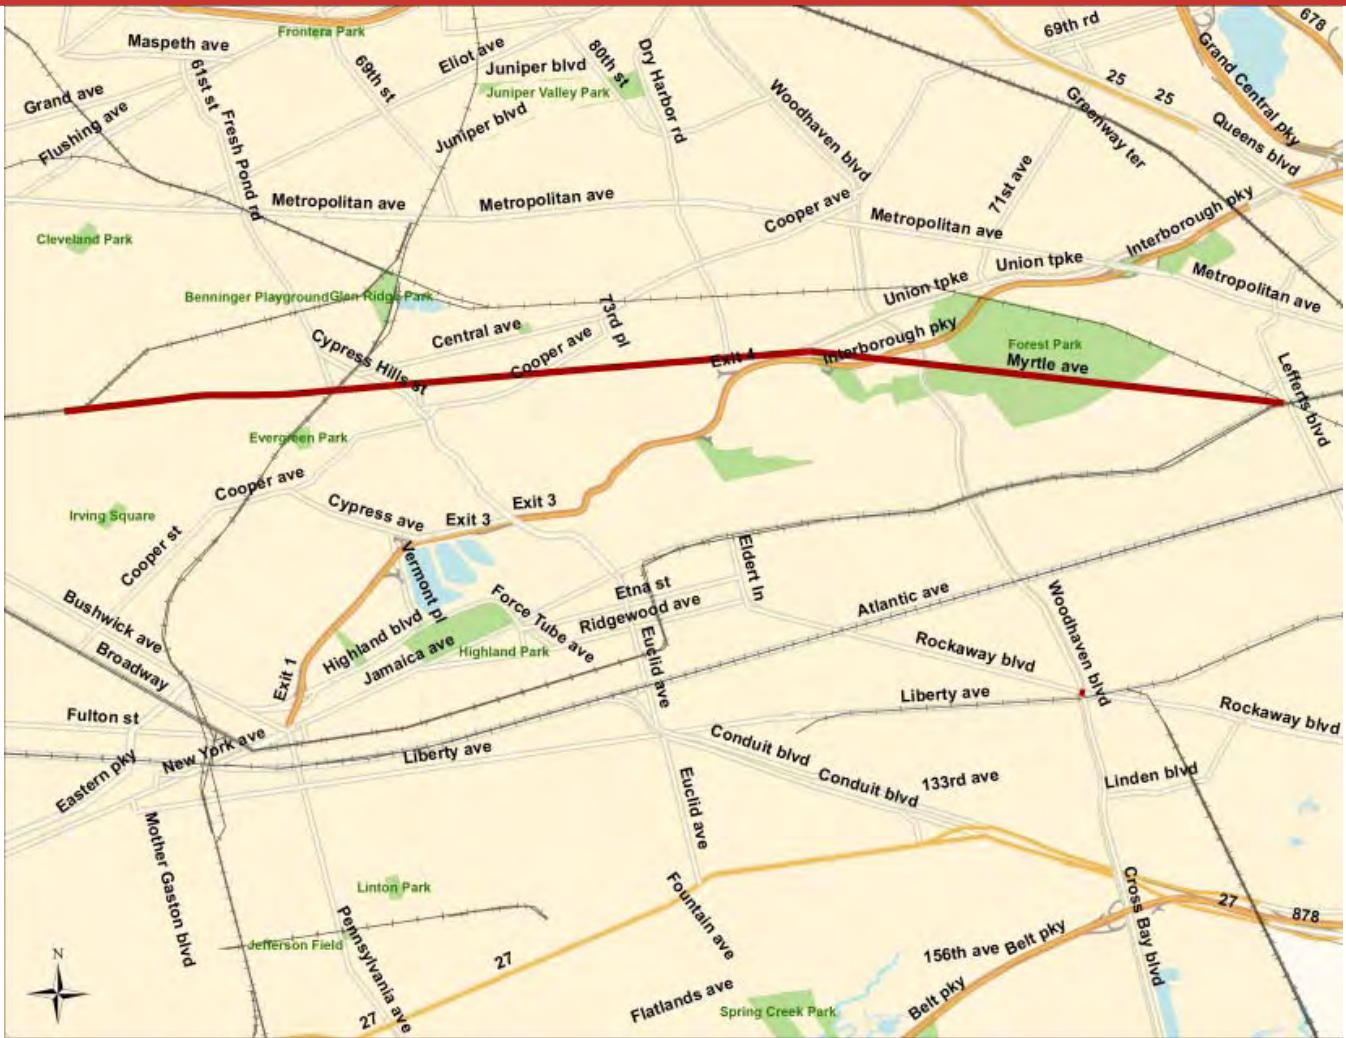 Frontera Park
Maspeth ave
69th st
Eliot ave
Juniper blvd
80th st
Dry Harbor rd
69th rd
678
Grand Central pky
61st st
Grand ave
Juniper Valley Park
Woodhaven blvd
25
25
Greenway ter
Queens blvd
Flushing ave
Fresh Pond rd
Juniper blvd
71st ave
Metropolitan ave
Metropolitan ave
Cooper ave
Metropolitan ave
Interborough pky
Cleveland Park
Union tpke
Union tpke
Metropolitan ave
Benninger Playground
Glen Ridge Park
73rd pl
Central ave
Cooper ave
Cypress Hills st
Interborough pky
Exit 4
Forest Park
Myrtle ave
Lefferts blvd
Evergreen Park
Cooper ave
Irving Square
Cypress ave
Exit 3
Exit 3
Cooper st
Vermont pl
Eldert ln
Etna st
Ridgewood ave
Force Tube ave
Atlantic ave
Woodhaven blvd
Bushwick ave
Broadway
Highland blvd
Jamaica ave
Highland Park
Euclid ave
Rockaway blvd
Exit 1
Liberty ave
Rockaway blvd
Fulton st
New York ave
Liberty ave
Conduit blvd
Conduit blvd
133rd ave
Linden blvd
Eastern pky
Euclid ave
Mother Gaston blvd
Linton Park
Fountain ave
Cross Bay blvd
27
878
Jefferson Field
Pennsylvania ave
27
156th ave
Belt pky
N
Flatlands ave
Spring Creek Park
Belt pky
27